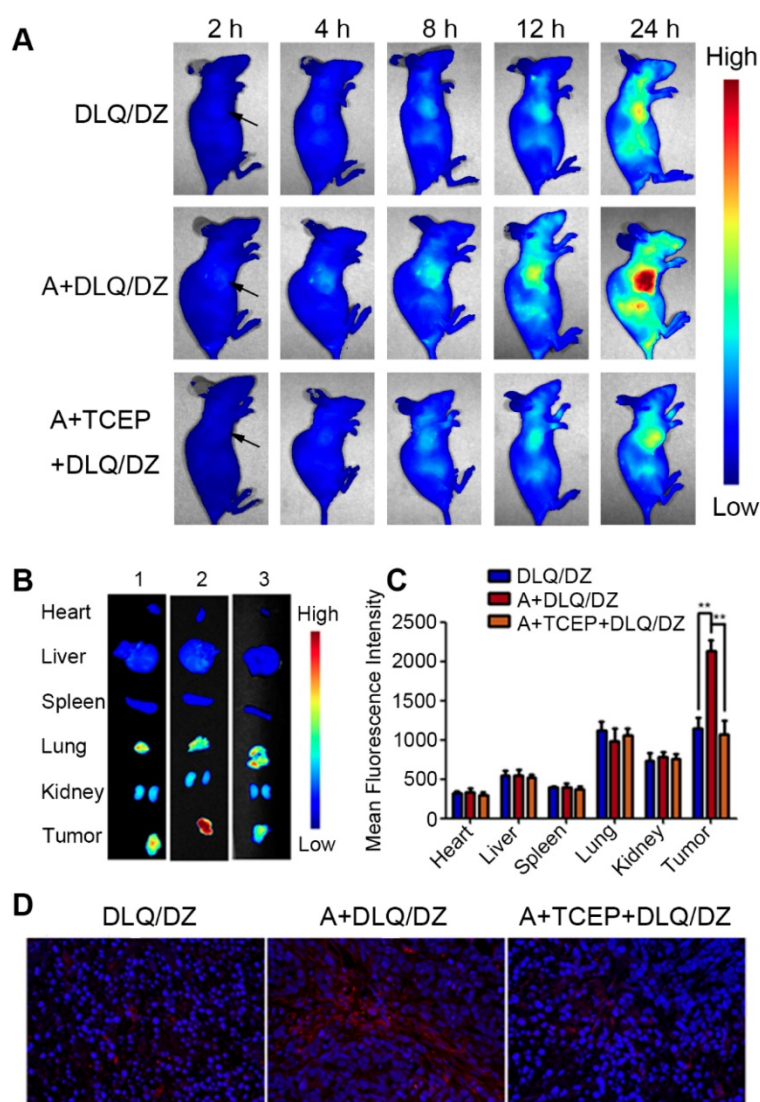 A
2 h 4 h 8 h 12 h 24 h
High
DLQ/DZ
A+DLQ/DZ
A+TCEP
+DLQ/DZ
Low
B
1 2 3
Heart
High
Liver
Spleen
Lung
Kidney
Tumor
Low
C
DLQ/DZ
A+DLQ/DZ
A+TCEP+DLQ/DZ
Mean Fluorescence Intensity
2500
2000
1500
1000
500
0
** **
Heart Liver Spleen Lung Kidney Tumor
D
DLQ/DZ A+DLQ/DZ A+TCEP+DLQ/DZ